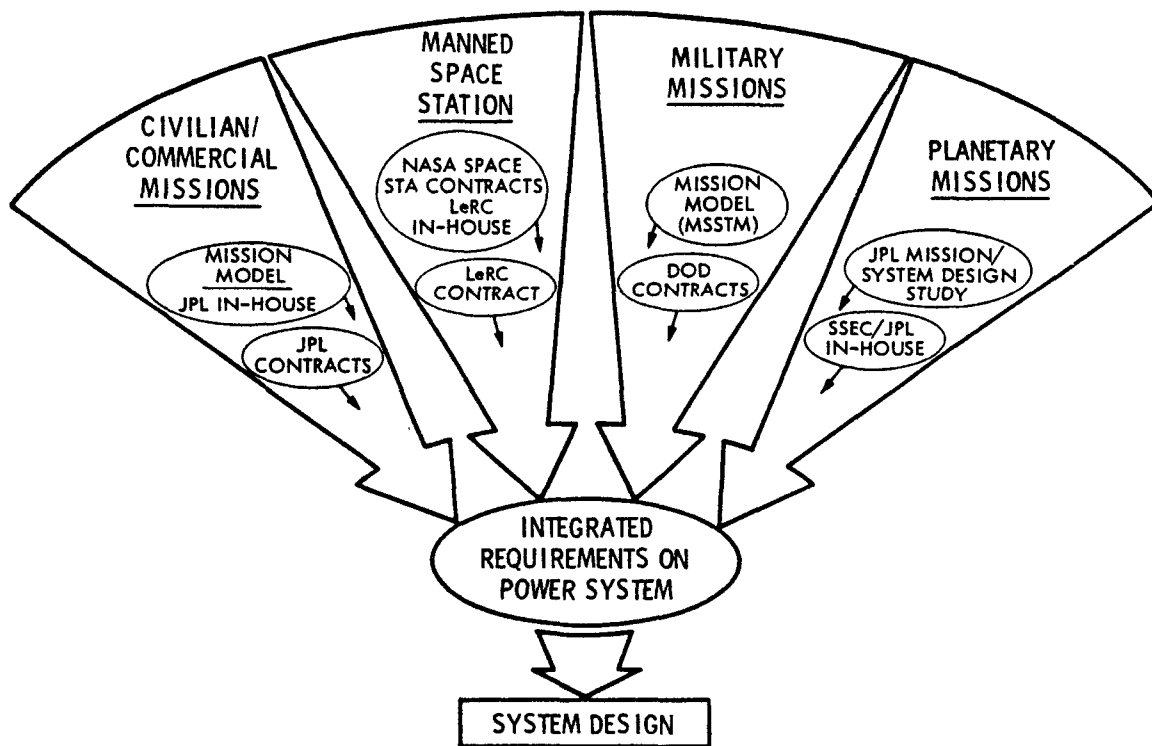 CIVILIAN/
COMMERCIAL
MISSIONS
MISSION
MODEL
JPL IN-HOUSE
JPL
CONTRACTS
MANNED
SPACE
STATION
NASA SPACE
STA CONTRACTS
LeRC
IN-HOUSE
LeRC
CONTRACT
MILITARY
MISSIONS
MISSION
MODEL
(MSSTM)
DOD
CONTRACTS
PLANETARY
MISSIONS
JPL MISSION/
SYSTEM DESIGN
STUDY
SSEC/JPL
IN-HOUSE
INTEGRATED
REQUIREMENTS ON
POWER SYSTEM
SYSTEM DESIGN